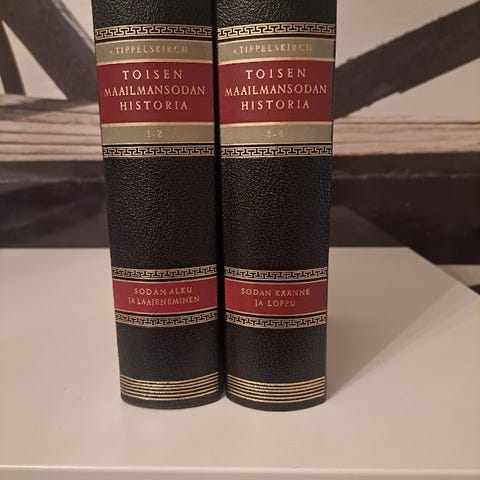 v. TIPPELSKIRCH
TOISEN
MAAILMANSODAN
HISTORIA
1-2
SODAN ALKU
JA LAAJENEMINEN
v. TIPPELSKIRCH
TOISEN
MAAILMANSODAN
HISTORIA
3-4
SODAN KÄÄNNE
JA LOPPU